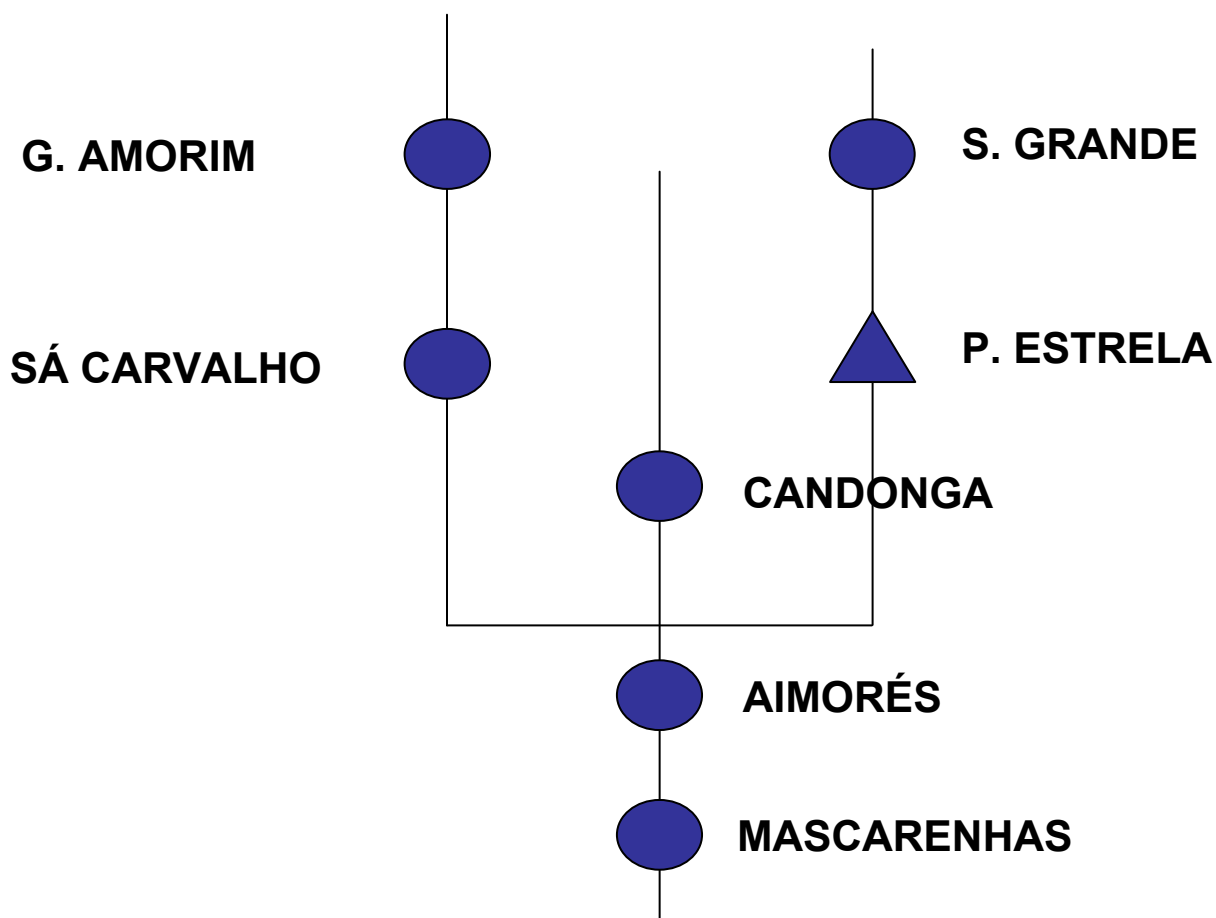 G. AMORIM
S. GRANDE
SÁ CARVALHO
P. ESTRELA
CANDONGA
AIMORÉS
MASCARENHAS